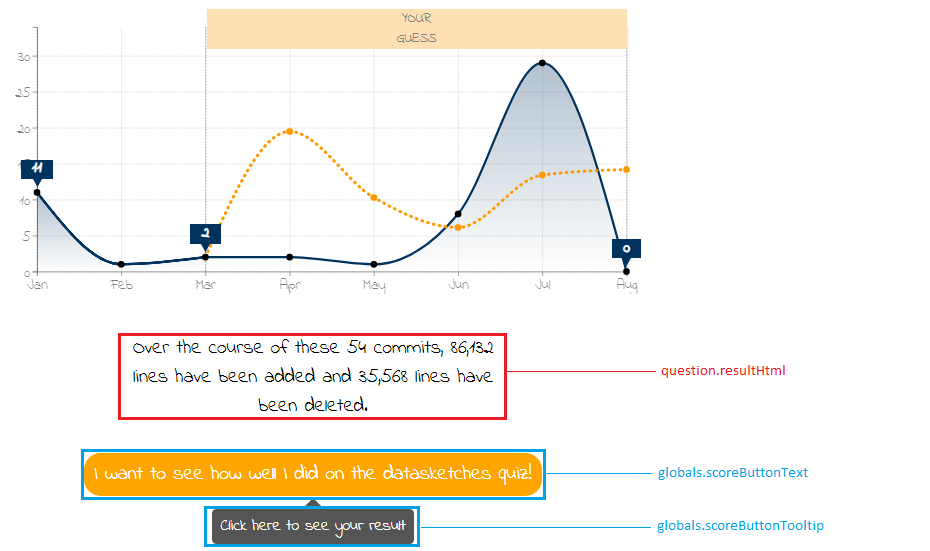 YOUR
GUESS
30
25
20
10
5
0
11
2
0
Jan
Feb
Mar
Apr
May
Jun
Jul
Aug
Over the course of these 54 commits, 86,132
lines have been added and 35,568 lines have
been deleted.
question.resultHtml
I want to see how well I did on the datasketches quiz!
globals.scoreButtonText
Click here to see your result
globals.scoreButtonTooltip